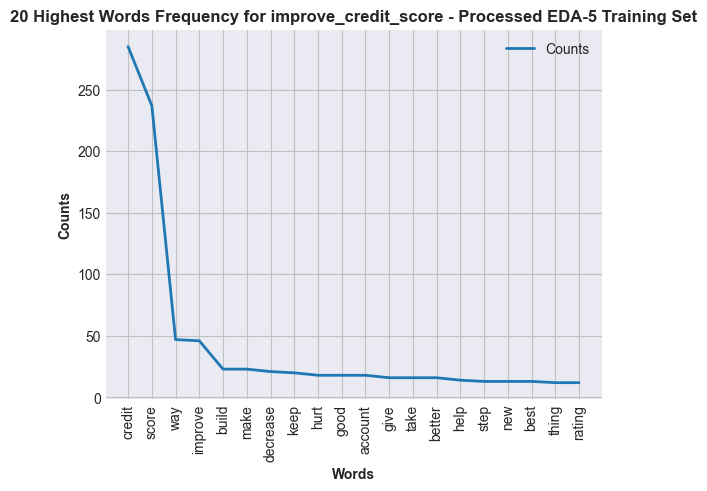 20 Highest Words Frequency for improve_credit_score - Processed EDA-5 Training Set
Counts
Counts
250
200
150
100
50
0
credit
score
way
improve
build
make
decrease
keep
hurt
good
account
give
take
better
help
step
new
best
thing
rating
Words